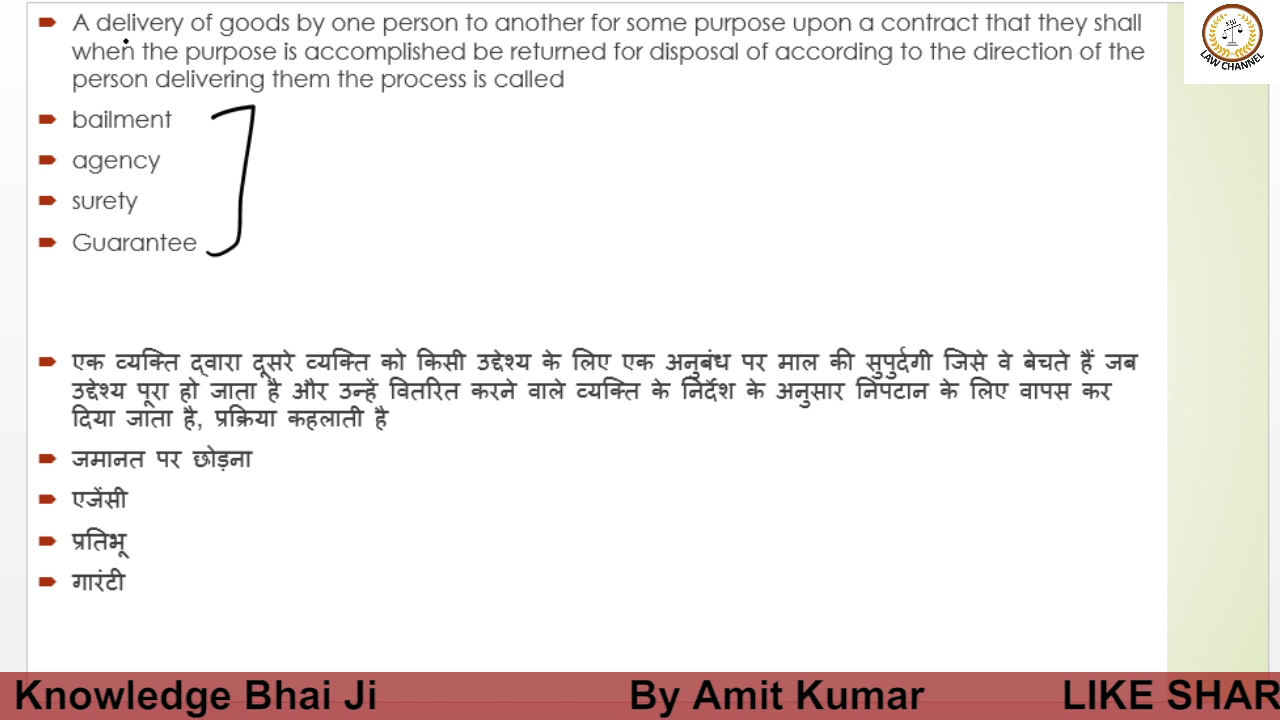 A delivery of goods by one person to another for some purpose upon a contract that they shall
when the purpose is accomplished be returned for disposal of according to the direction of the
person delivering them the process is called
bailment
agency
surety
Guarantee
एक व्यक्ति द्वारा दूसरे व्यक्ति को किसी उद्देश्य के लिए एक अनुबंध पर माल की सुपुर्दगी जिसे वे बेचते हैं जब
उद्देश्य पूरा हो जाता है और उन्हें वितरित करने वाले व्यक्ति के निर्देश के अनुसार निपटान के लिए वापस कर
दिया जाता है, प्रक्रिया कहलाती है
जमानत पर छोड़ना
एजेंसी
प्रतिभू
गारंटी
LAW CHANNEL
Knowledge Bhai Ji By Amit Kumar LIKE SHAR